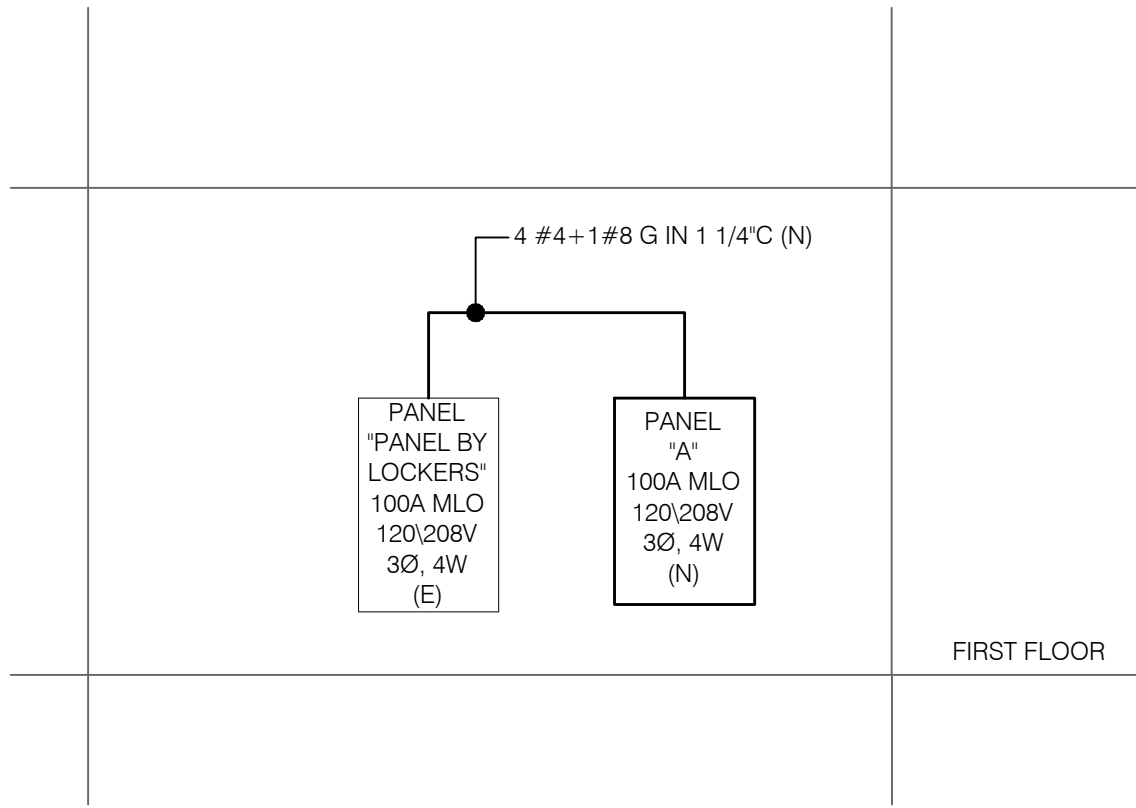 4 #4+1#8 G IN 1 1/4"C (N)
PANEL
"PANEL BY
LOCKERS"
100A MLO
120\208V
3Ø, 4W
(E)
PANEL
"A"
100A MLO
120\208V
3Ø, 4W
(N)
FIRST FLOOR